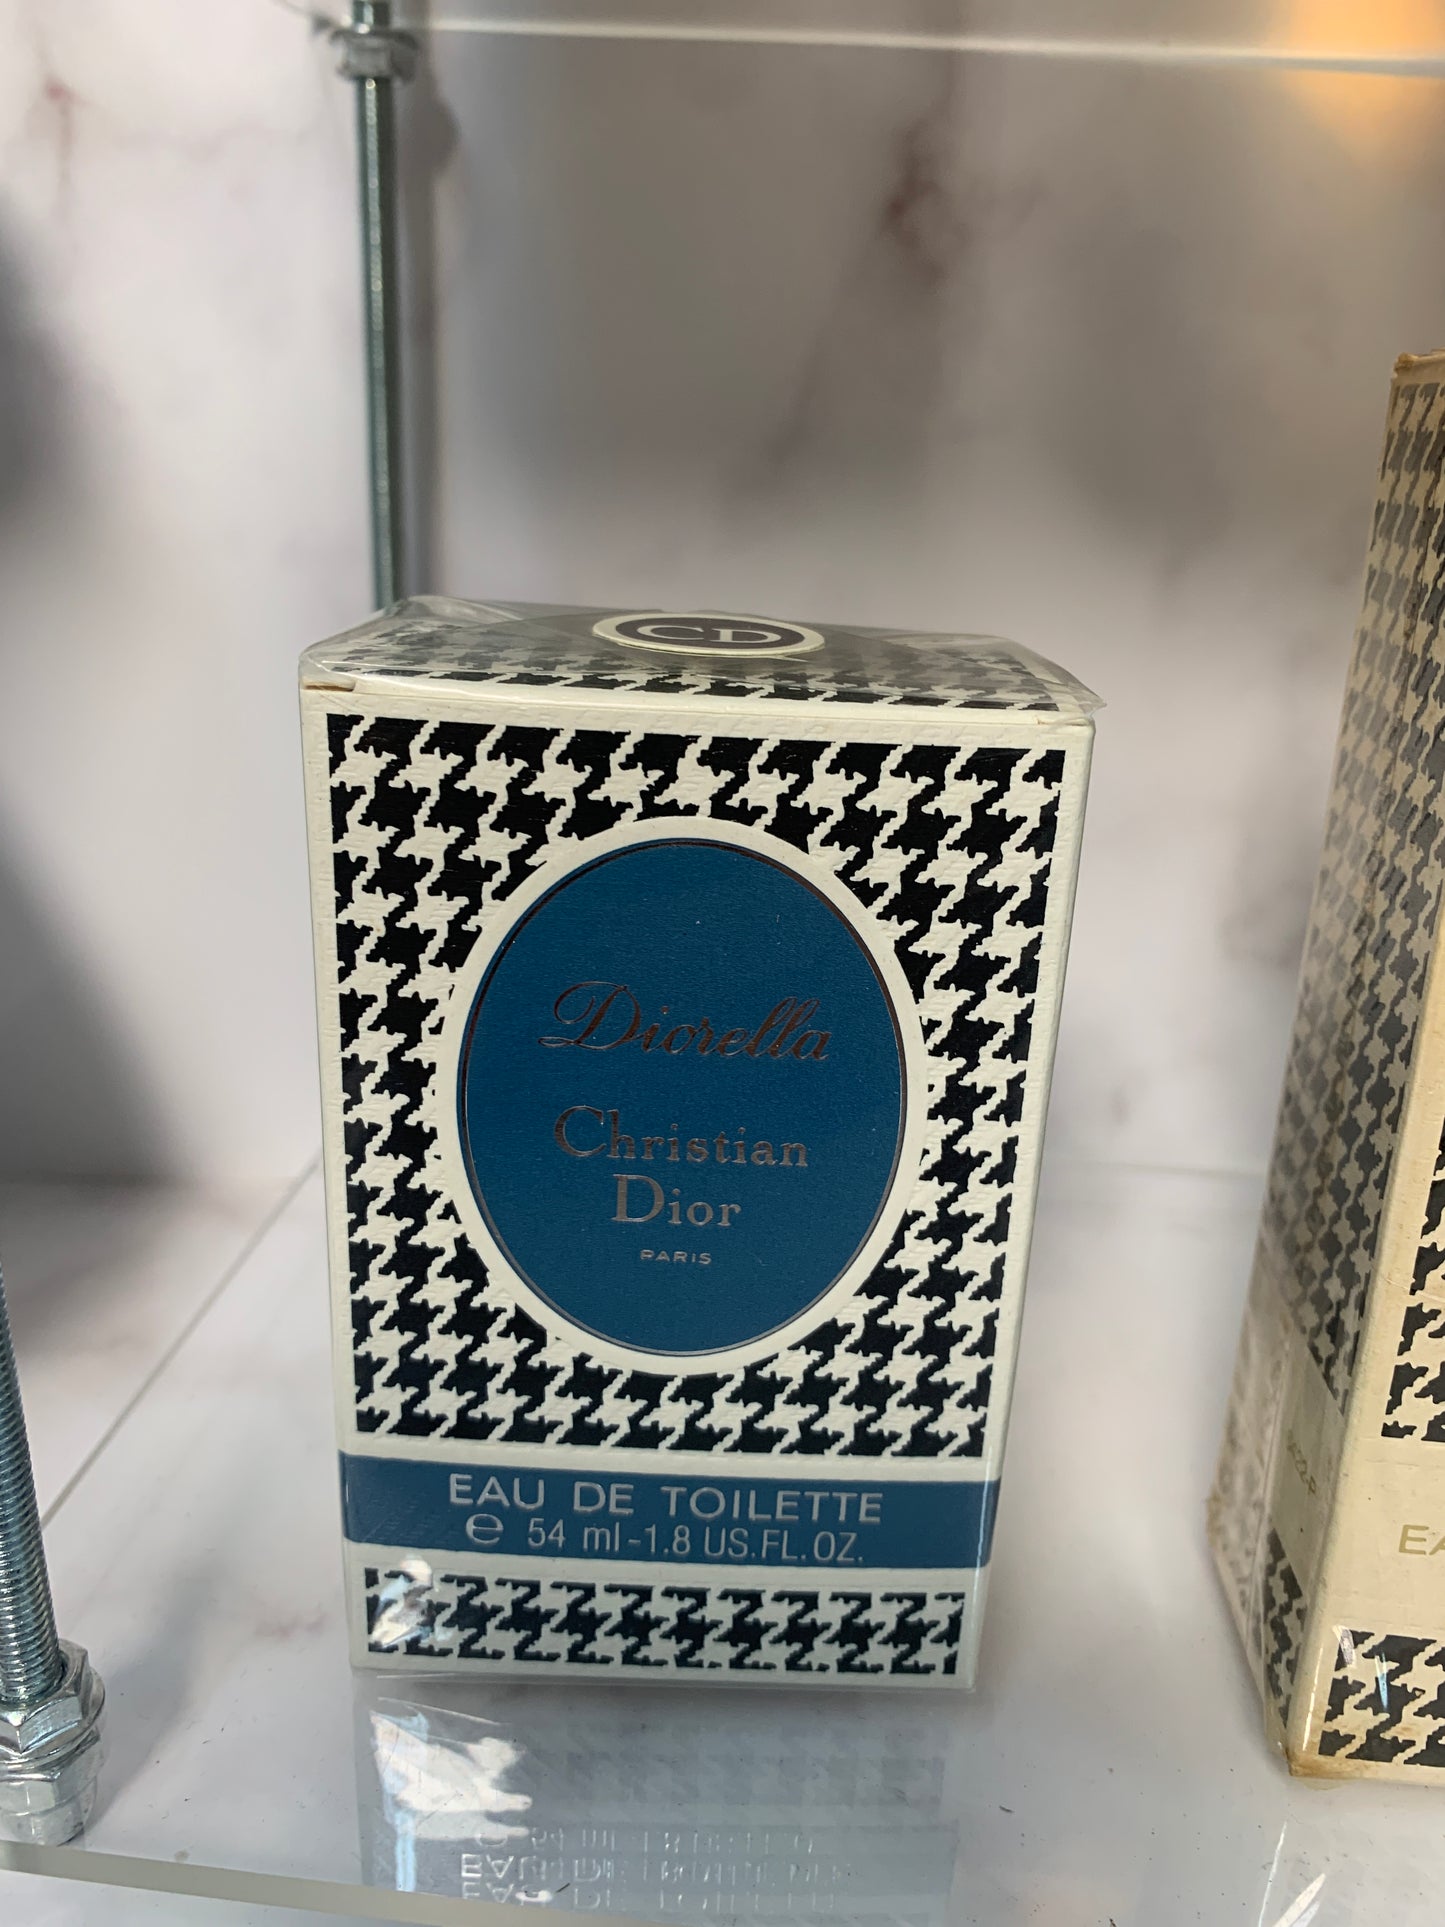 CD
Diorella
Christian
Dior
PARIS
EAU DE TOILETTE
℮ 54 ml-1.8 US.FL.OZ.